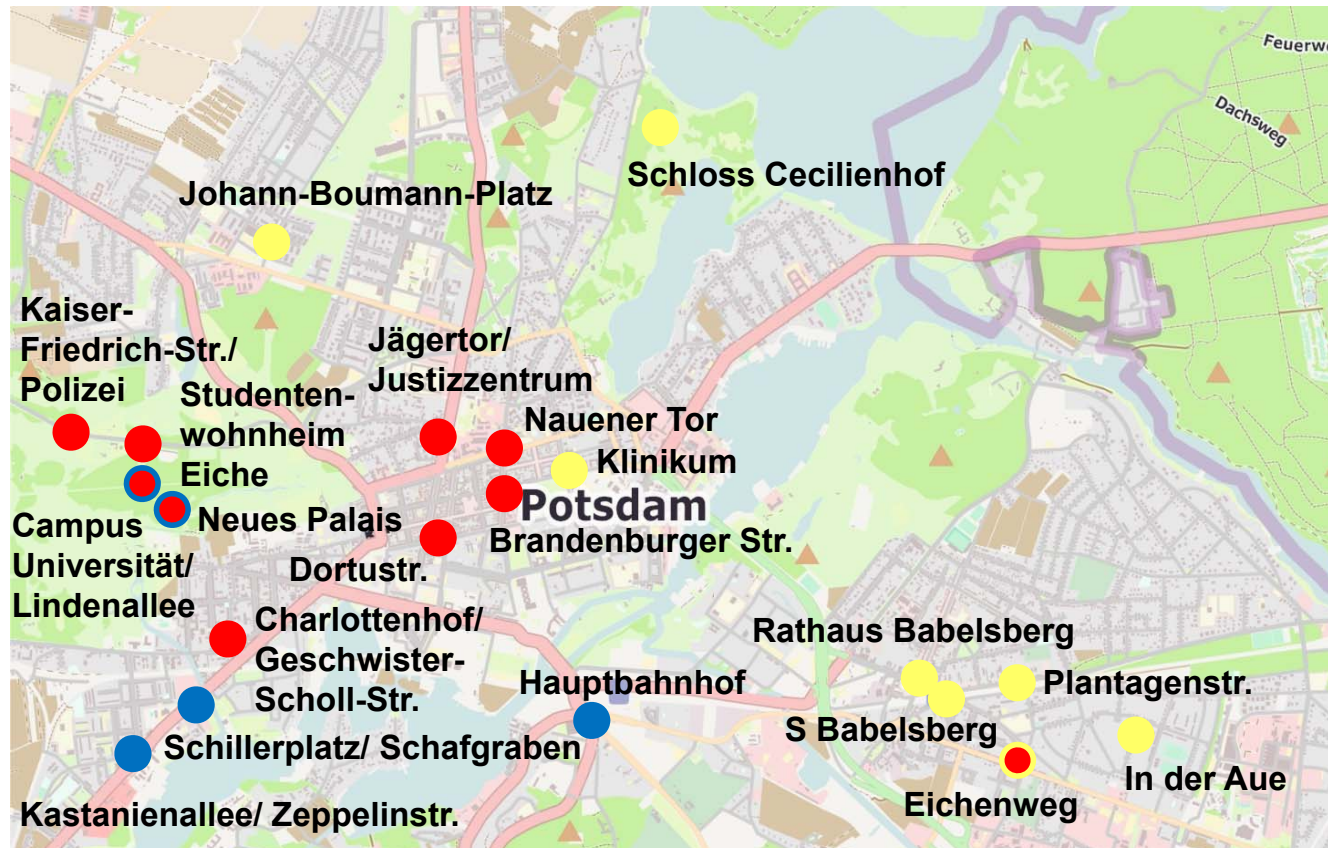 Feuerw
Dachsweg
Schloss Cecilienhof
Johann-Boumann-Platz
Kaiser-
Friedrich-Str./
Polizei
Studenten-
wohnheim
Eiche
Jägertor/
Justizzentrum
Nauener Tor
Klinikum
Potsdam
Brandenburger Str.
Neues Palais
Campus
Universität/
Lindenallee
Dortustr.
Charlottenhof/
Geschwister-
Scholl-Str.
Hauptbahnhof
Rathaus Babelsberg
Plantagenstr.
S Babelsberg
Schillerplatz/ Schafgraben
In der Aue
Eichenweg
Kastanienallee/ Zeppelinstr.